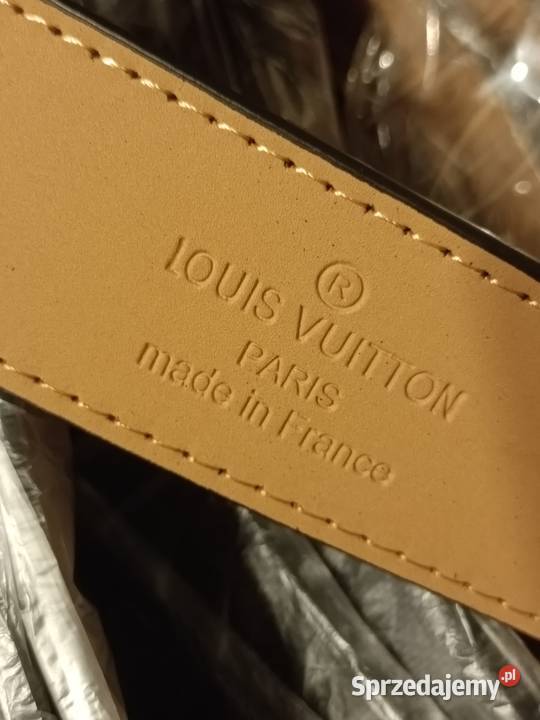 ®
LOUIS VUITTON
PARIS
made in France
Sprzedajemy.pl